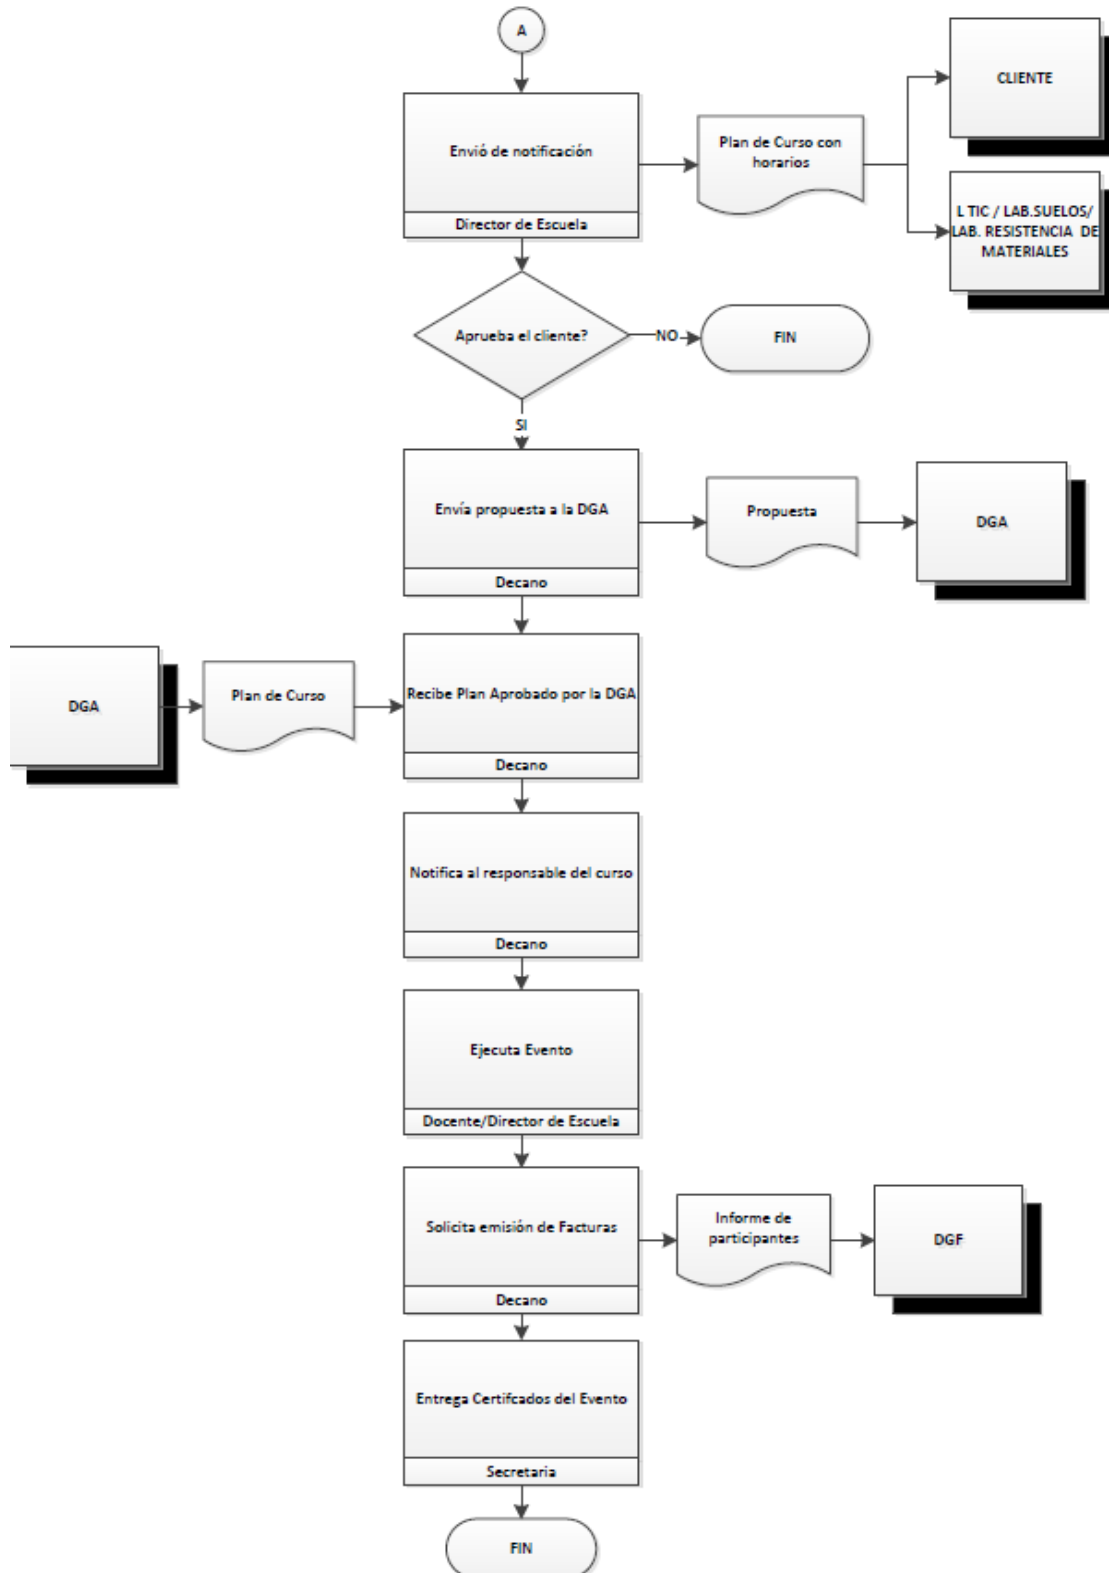 A
Envió de notificación
Director de Escuela
Plan de Curso con
horarios
CLIENTE
L TIC / LAB.SUELOS/
LAB. RESISTENCIA DE
MATERIALES
Aprueba el cliente?
NO
FIN
SI
Envía propuesta a la DGA
Decano
Propuesta
DGA
DGA
Plan de Curso
Recibe Plan Aprobado por la DGA
Decano
Notifica al responsable del curso
Decano
Ejecuta Evento
Docente/Director de Escuela
Solicita emisión de Facturas
Decano
Informe de
participantes
DGF
Entrega Certifcados del Evento
Secretaria
FIN